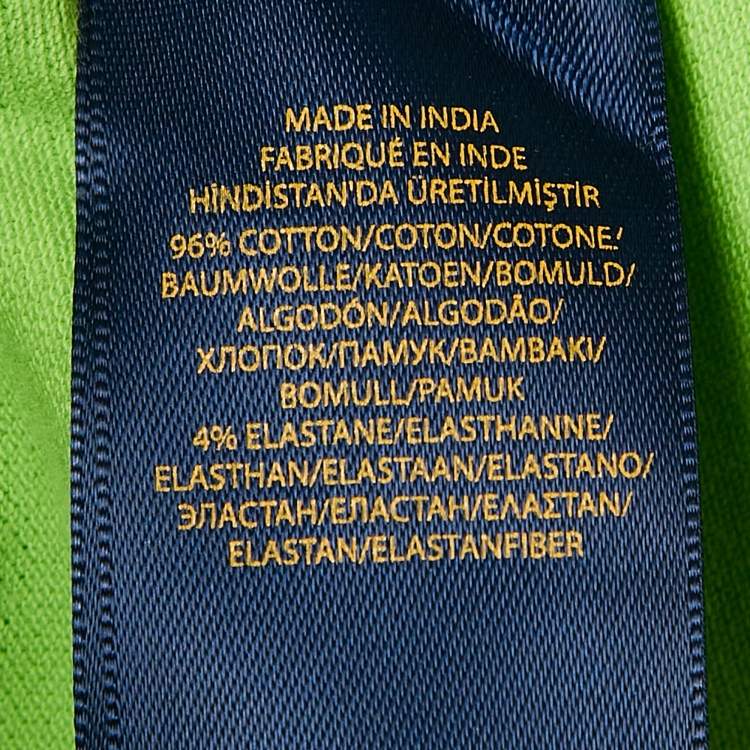 MADE IN INDIA
FABRIQUÉ EN INDE
HİNDİSTAN'DA ÜRETİLMİŞTİR
96% COTTON/COTON/COTONE/
BAUMWOLLE/KATOEN/BOMULD/
ALGODÓN/ALGODÃO/
ХЛОПОК/ПАМУК/BAMBAKI/
BOMULL/PAMUK
4% ELASTANE/ELASTHANNE/
ELASTHAN/ELASTAAN/ELASTANO/
ЭЛАСТАН/ЕЛАСТАН/ΕΛΑΣΤΑΝ/
ELASTAN/ELASTANFIBER